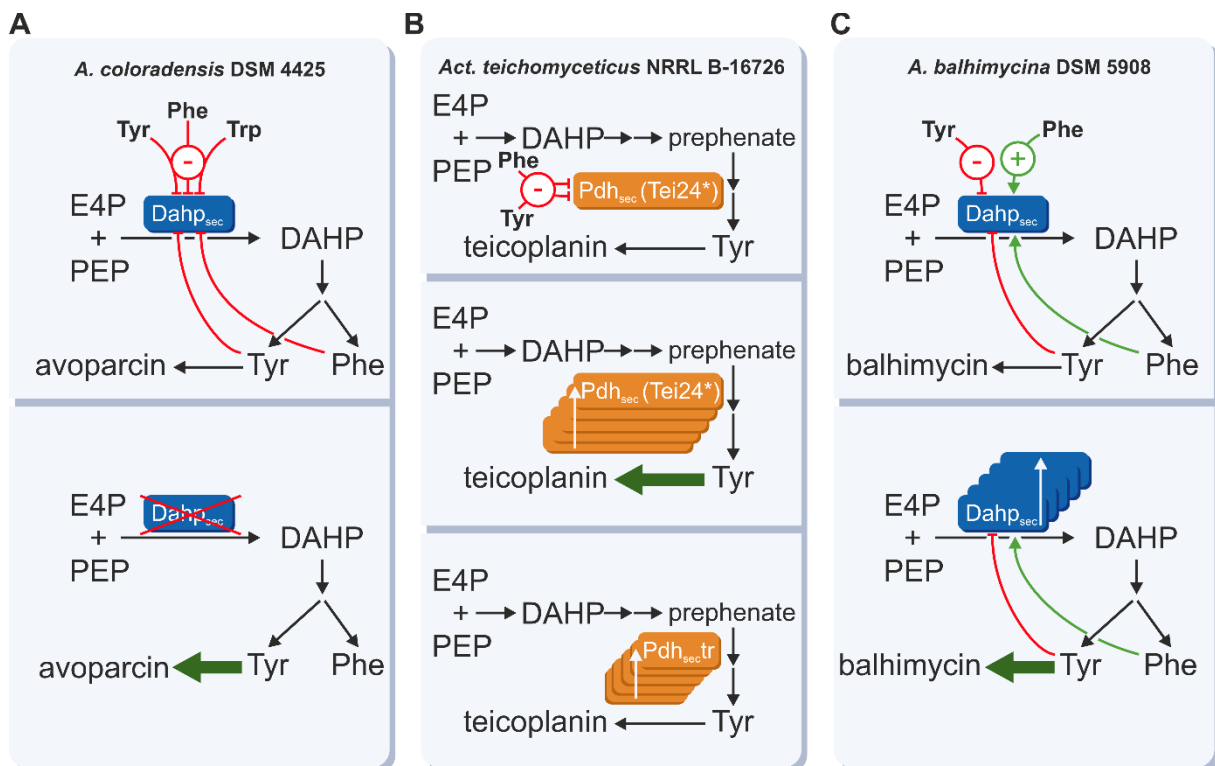 A
A. coloradensis DSM 4425
Phe
Tyr Trp
-
E4P
Dahpsec
+
DAHP
PEP
avoparcin Tyr Phe
E4P
Dahpsec
+
DAHP
PEP
avoparcin Tyr Phe
B
Act. teichomyceticus NRRL B-16726
E4P
+ DAHP prephenate
PEP
Phe
-
Tyr
Pdhsec (Tei24*)
teicoplanin Tyr
E4P
+ DAHP prephenate
PEP
Pdhsec (Tei24*)
teicoplanin Tyr
E4P
+ DAHP prephenate
PEP
Pdhsectr
teicoplanin Tyr
C
A. balhimycina DSM 5908
Tyr Phe
- +
E4P
Dahpsec
+
DAHP
PEP
balhimycin Tyr Phe
E4P
Dahpsec
+
DAHP
PEP
balhimycin Tyr Phe